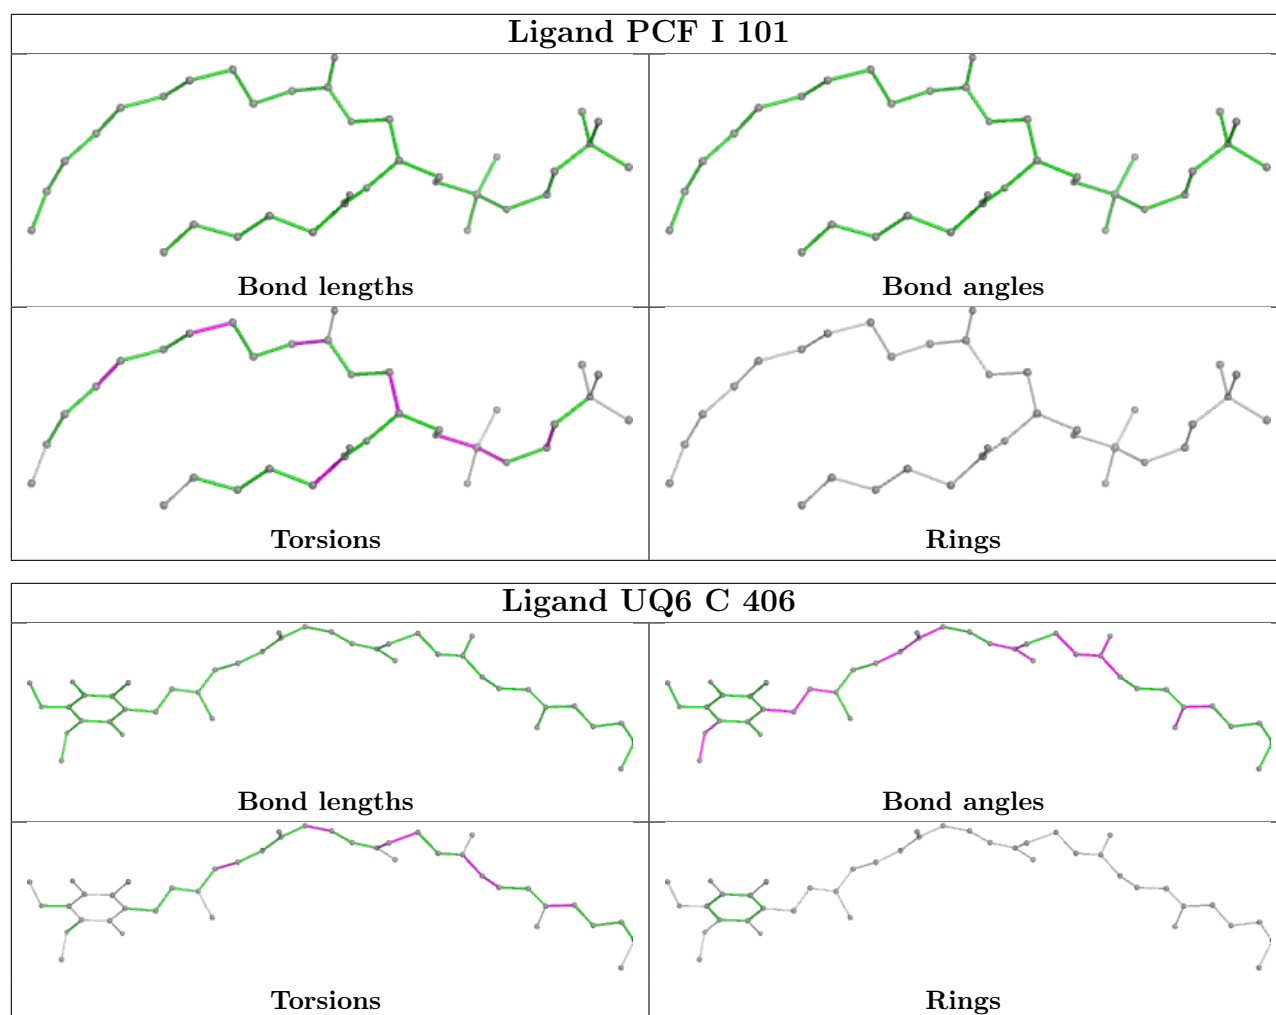 Ligand PCF I 101
Bond lengths
Bond angles
Torsions
Rings
Ligand UQ6 C 406
Bond lengths
Bond angles
Torsions
Rings